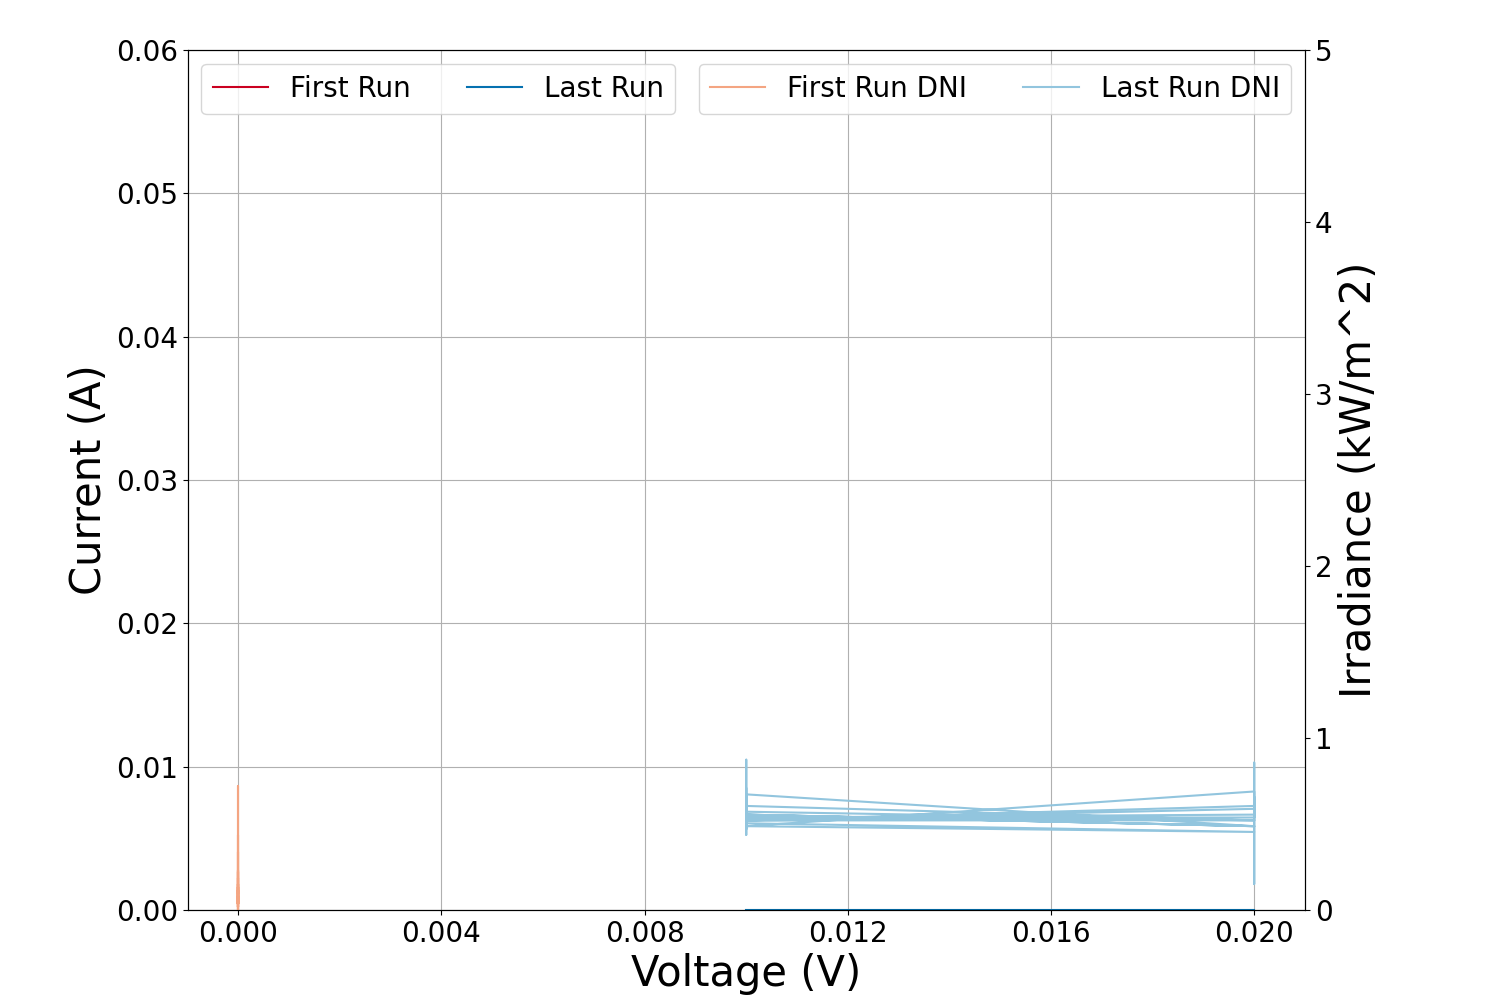 First Run
Last Run
First Run DNI
Last Run DNI
Current (A)
0.06
0.05
0.04
0.03
0.02
0.01
0.00
5
4
3
2
1
0
Irradiance (kW/m^2)
0.000
0.004
0.008
0.012
0.016
0.020
Voltage (V)